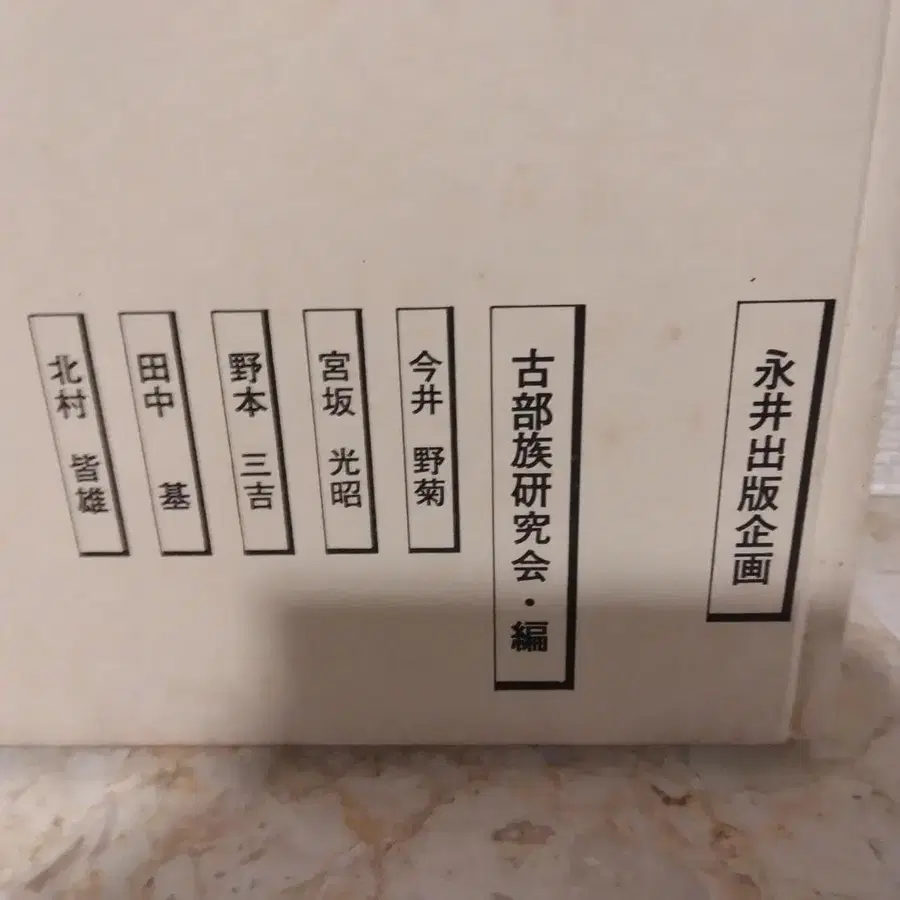 永井出版企画
古部族研究会・編
今井 野菊
宮坂 光昭
野本 三吉
田中 基
北村 皆雄